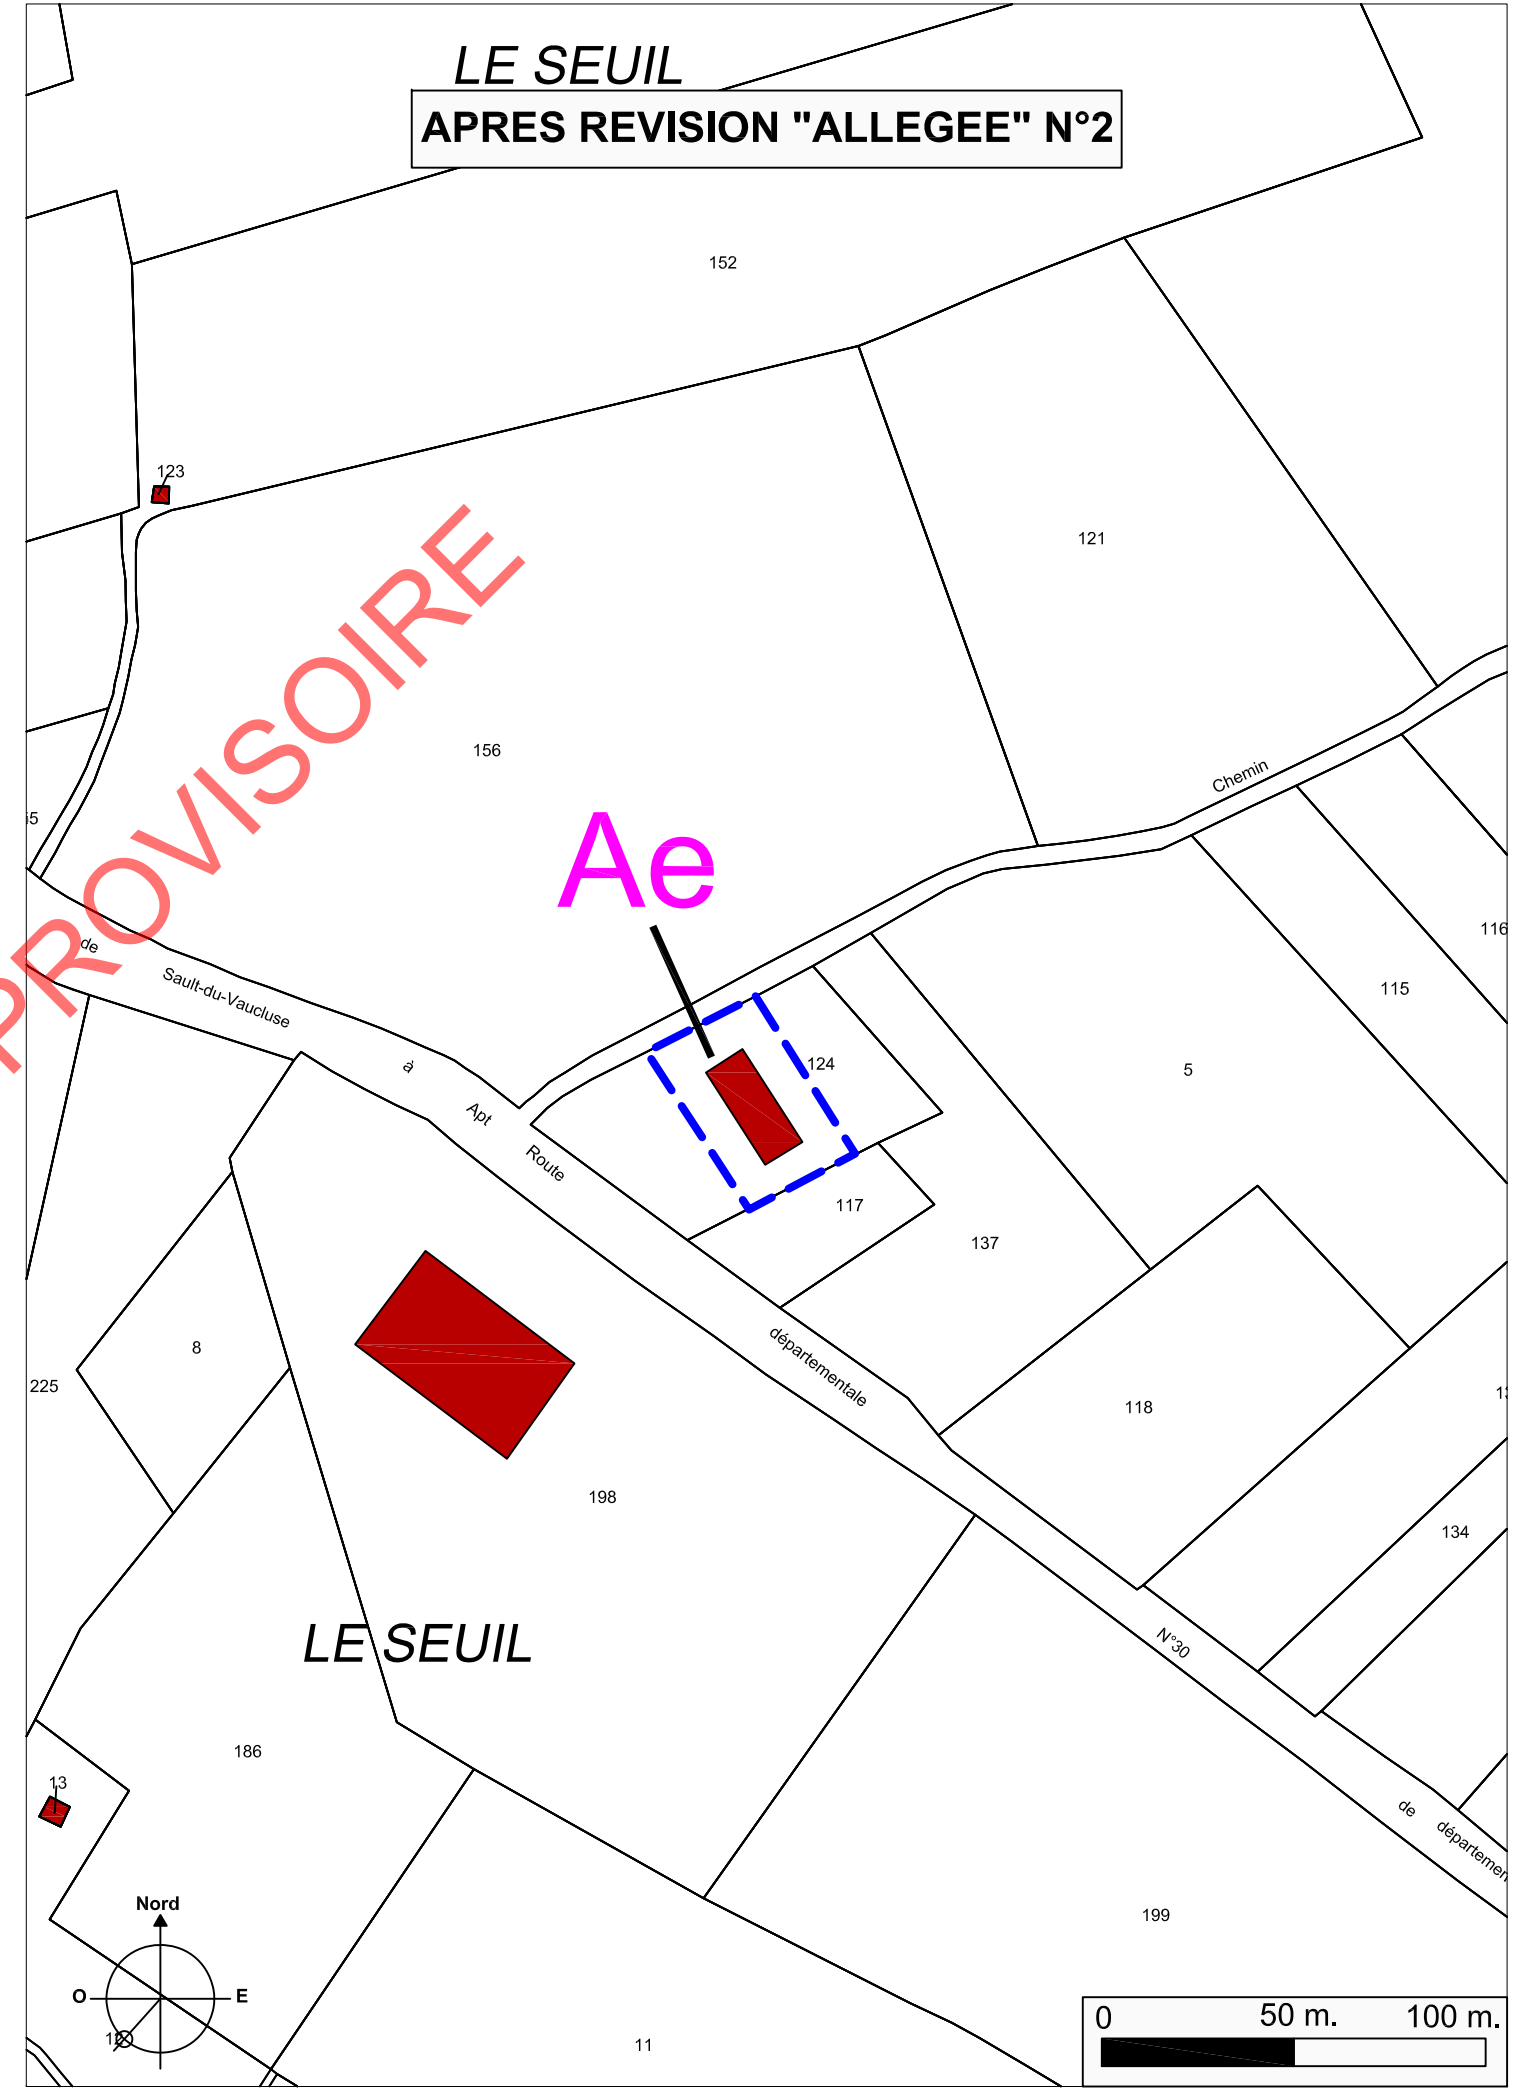 LE SEUIL
APRES REVISION "ALLEGEE" N°2
152
123
121
156
Chemin
Ae
PROVISOIRE
116
de
Sault-du-Vaucluse
115
à
124
5
Apt
Route
117
137
8
départementale
225
118
198
134
LE SEUIL
N°30
186
13
de
départemen
Nord
199
O
E
12
0 50 m. 100 m.
11